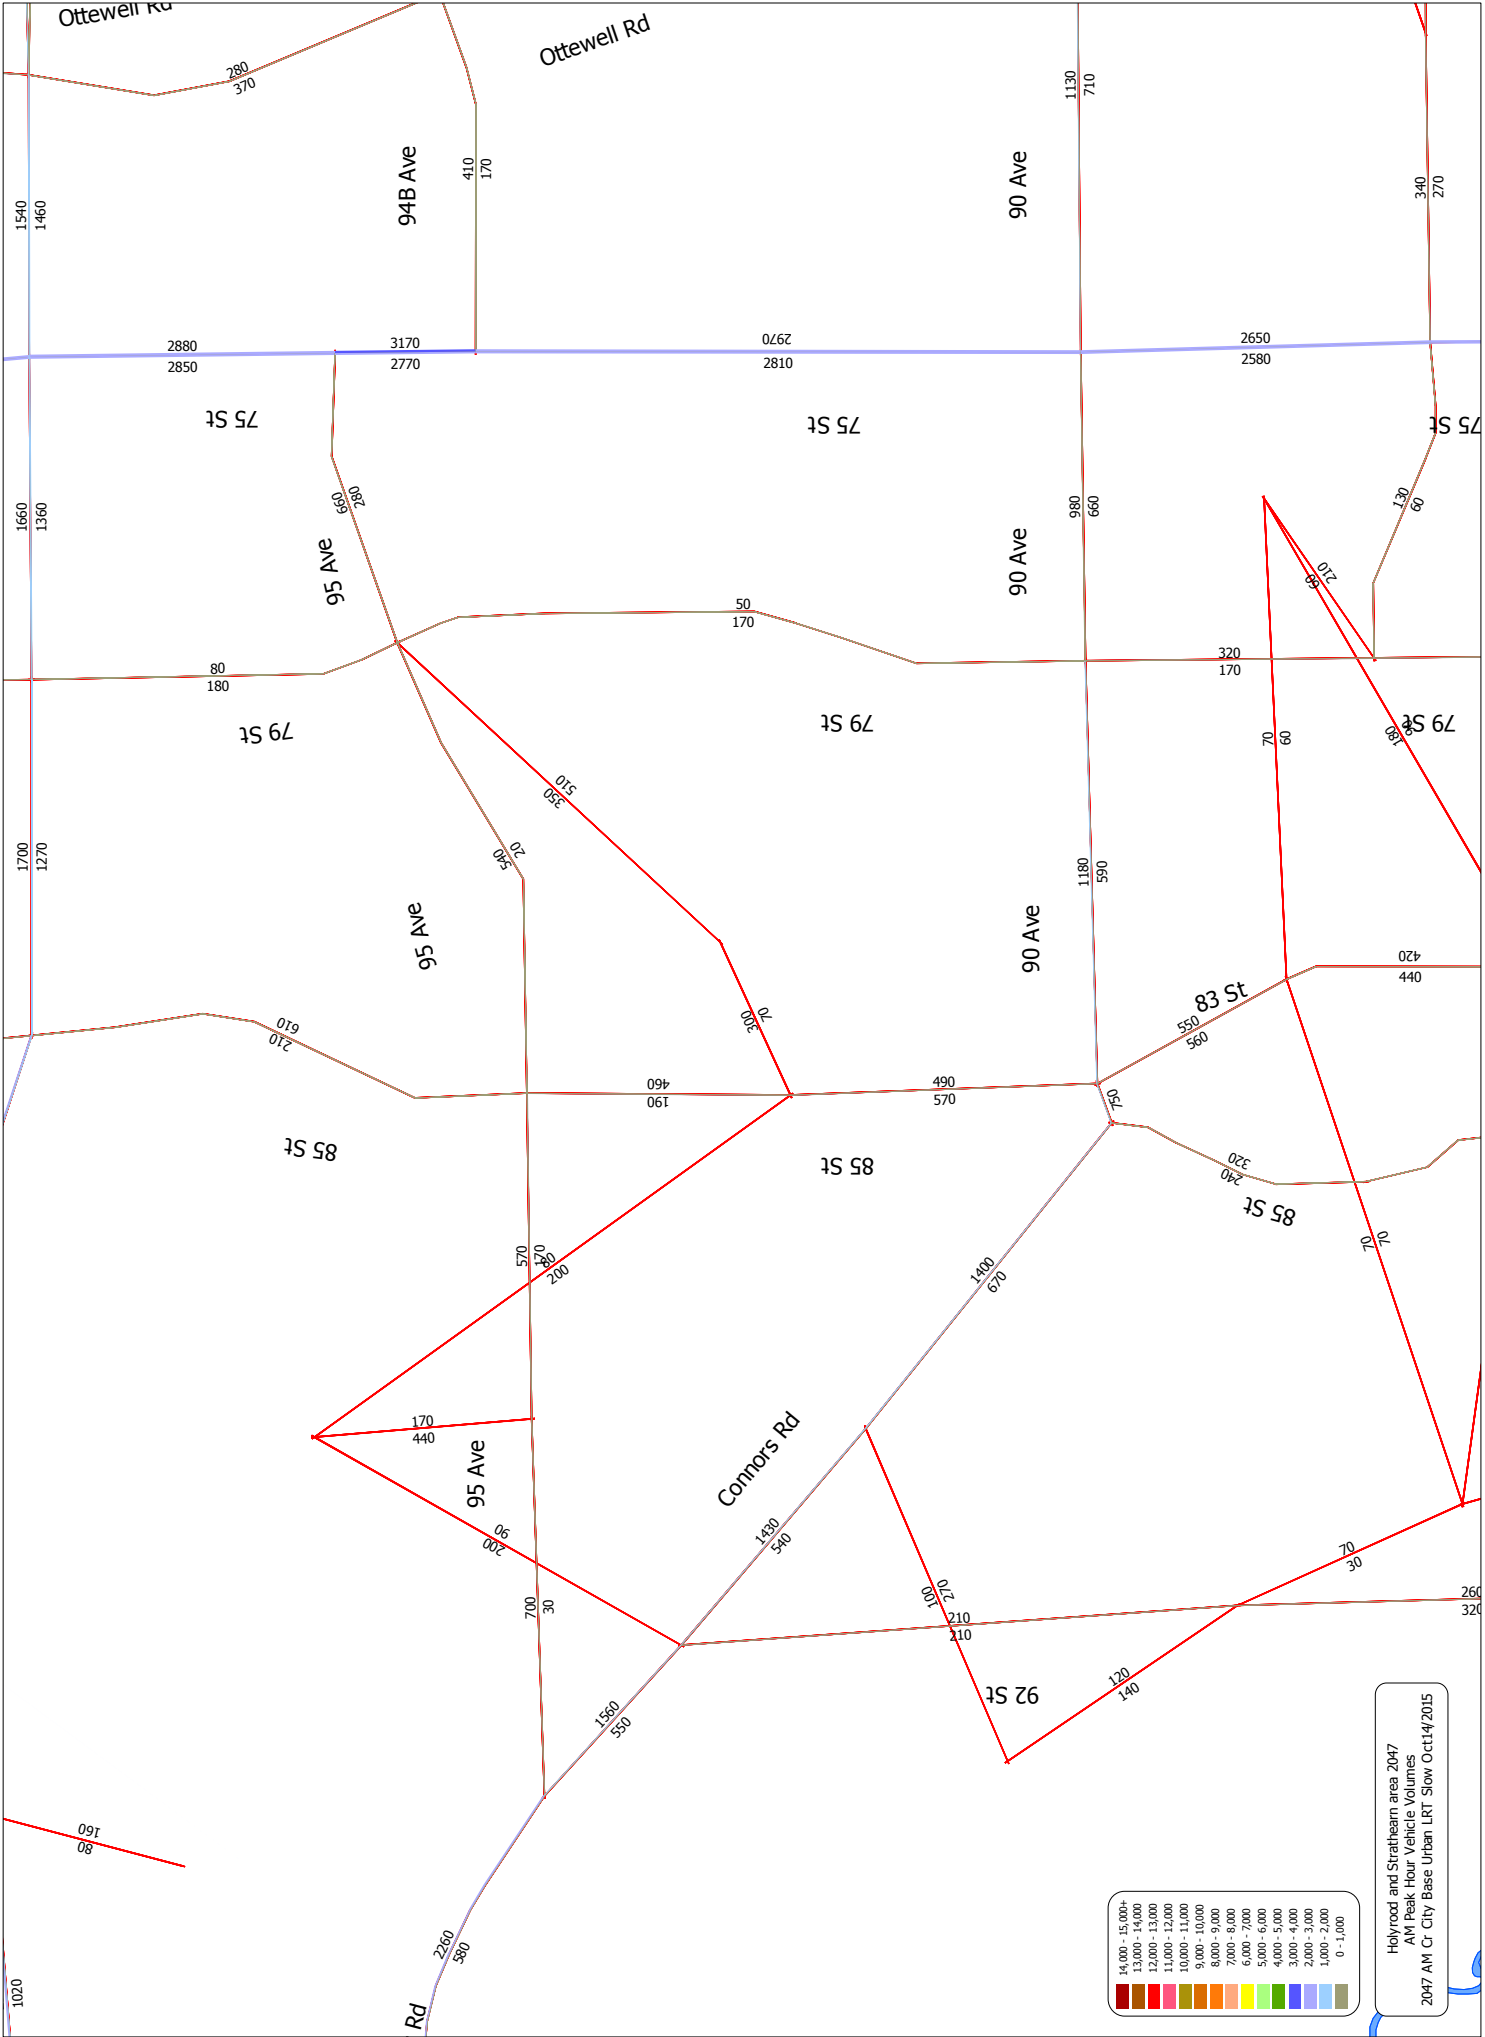 Ottewell Rd
Ottewell Rd
280
370
1130
710
94B Ave
410
170
90 Ave
340
270
1540
1460
2880
2850
3170
2770
2970
2810
2650
2580
75 St
75 St
75 St
1660
1360
660
280
95 Ave
980
660
90 Ave
130
60
210
60
50
170
80
180
320
170
79 St
79 St
79 St
70
60
180
90
510
350
1700
1270
540
20
1180
590
95 Ave
90 Ave
420
440
83 St
550
560
300
70
610
210
460
190
460
570
750
85 St
85 St
320
240
85 St
570
170
80
200
1400
670
70
70
170
440
95 Ave
Connors Rd
90
200
1430
540
70
30
700
30
100
270
210
210
260
320
92 St
120
140
1560
550
160
80
2260
580
1020
Rd
14,000 - 15,000+
13,000 - 14,000
12,000 - 13,000
11,000 - 12,000
10,000 - 11,000
9,000 - 10,000
8,000 - 9,000
7,000 - 8,000
6,000 - 7,000
5,000 - 6,000
4,000 - 5,000
3,000 - 4,000
2,000 - 3,000
1,000 - 2,000
0 - 1,000
Holyrood and Strathearn area 2047
AM Peak Hour Vehicle Volumes
2047 AM Cr City Base Urban LRT Slow Oct14/2015